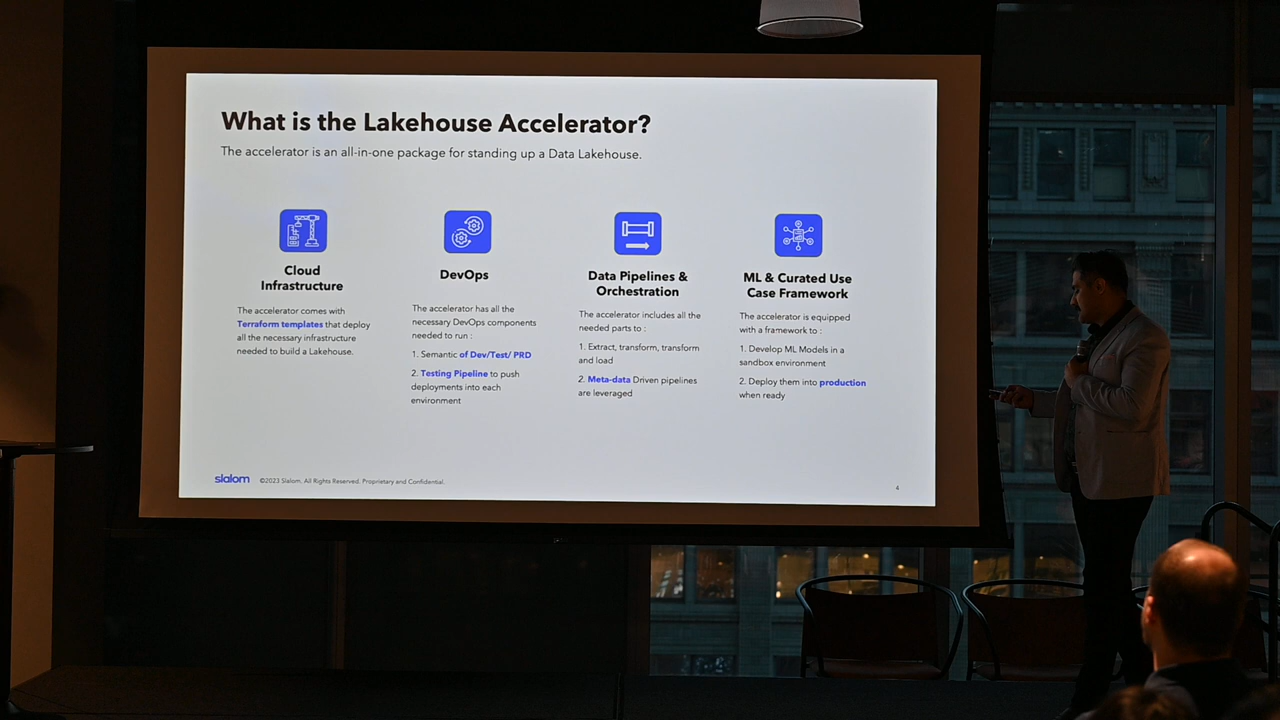 What is the Lakehouse Accelerator?
The accelerator is an all-in-one package for standing up a Data Lakehouse.
Cloud
Infrastructure
The accelerator comes with
Terraform templates that deploy
all the necessary infrastructure
needed to build a Lakehouse.
DevOps
The accelerator has all the
necessary DevOps components
needed to run :
1. Semantic of Dev/Test/ PRD
2. Testing Pipeline to push
deployments into each
environment
Data Pipelines &
Orchestration
The accelerator includes all the
needed parts to :
1. Extract, transform, transform
and load
2. Meta-data Driven pipelines
are leveraged
ML & Curated Use
Case Framework
The accelerator is equipped
with a framework to :
1. Develop ML Models in a
sandbox environment
2. Deploy them into production
when ready
slalom ©2023 Slalom. All Rights Reserved. Proprietary and Confidential.
4